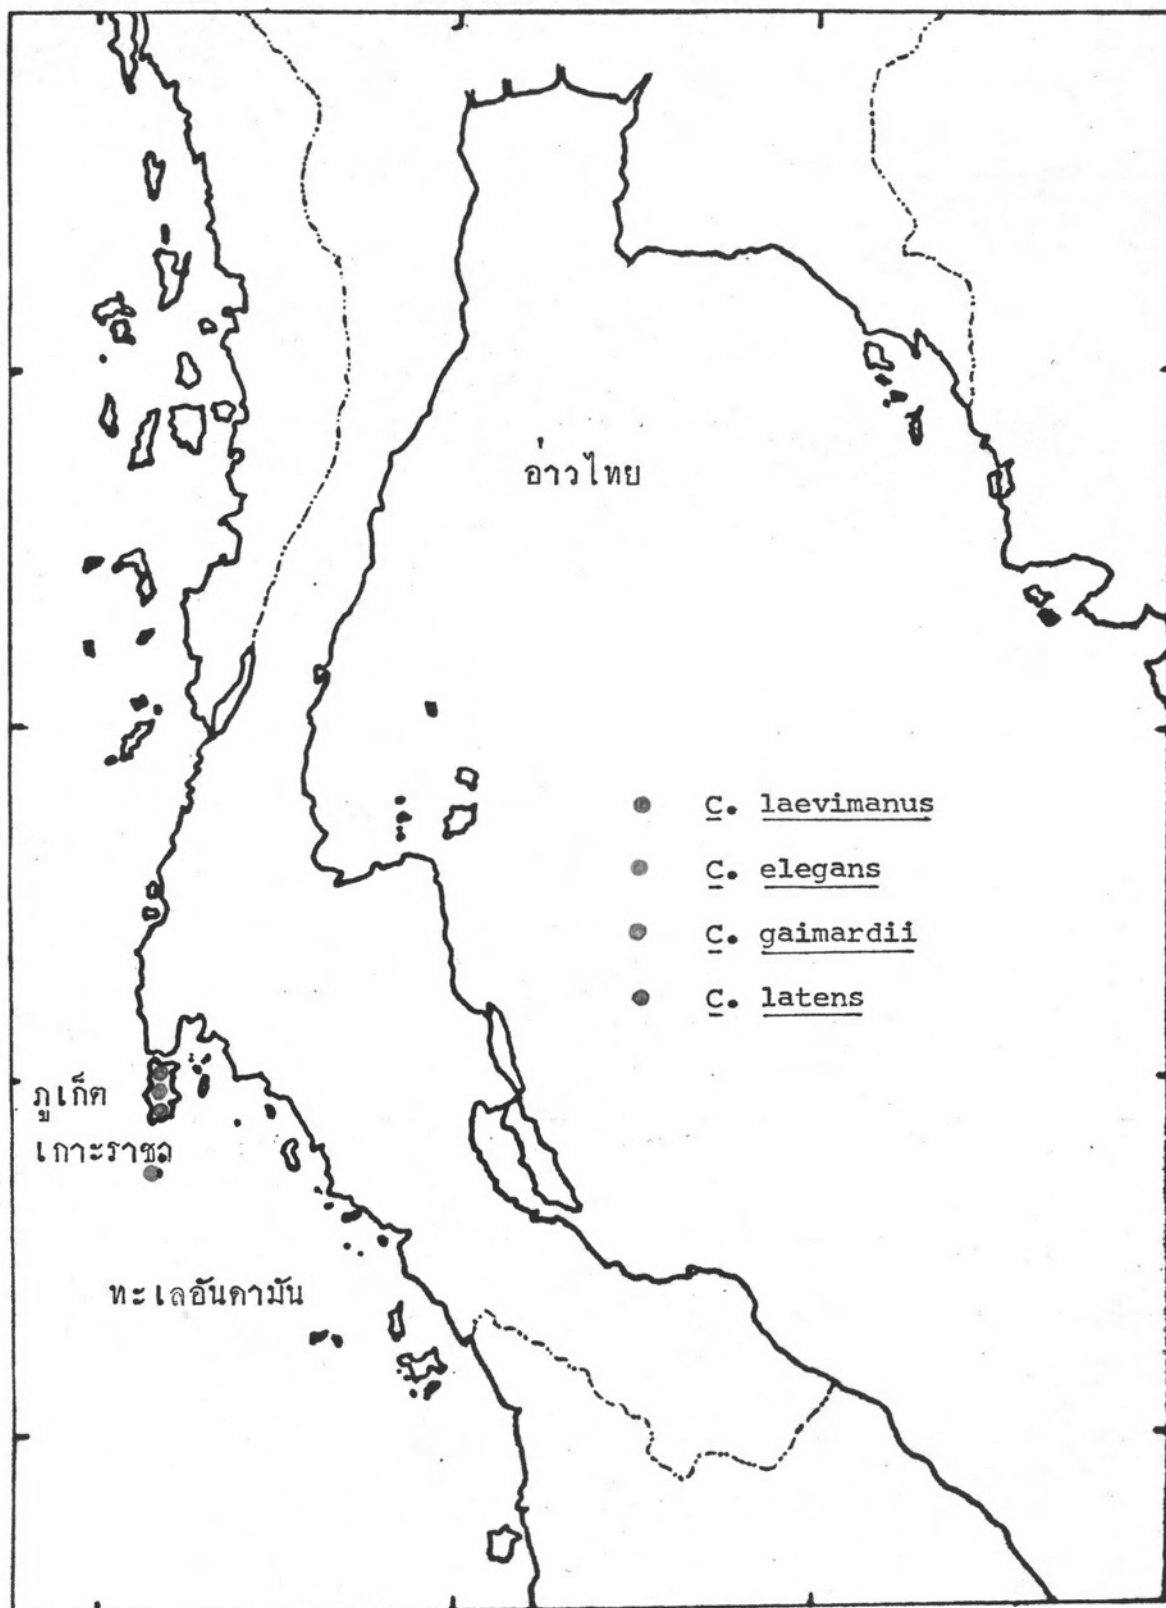 อ่าวไทย
C. laevimanus
C. elegans
C. gaimardii
C. latens
ภูเก็ต
เกาะราชา
ทะเลอันดามัน